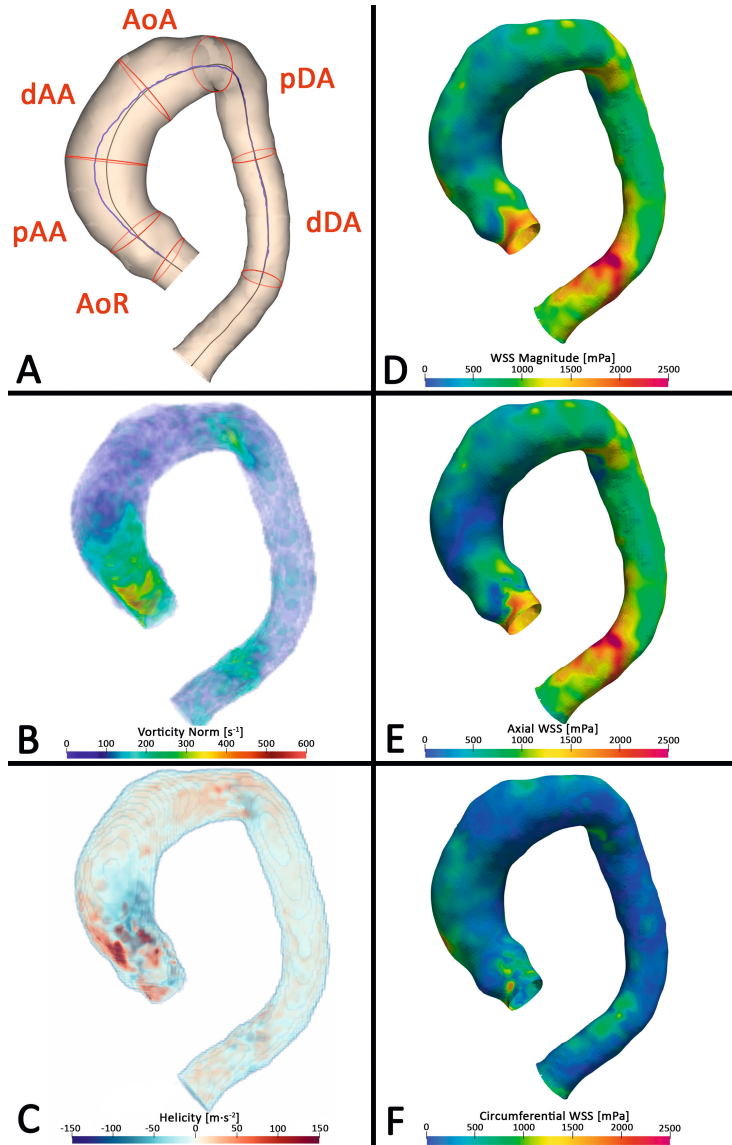 AoA
pDA
dAA
dDA
pAA
AoR
A
WSS Magnitude [mPa]
0 500 1000 1500 2000 2500
D
Vorticity Norm [s⁻¹]
0 100 200 300 400 500 600
B
Axial WSS [mPa]
0 500 1000 1500 2000 2500
E
Helicity [m·s⁻²]
-150 -100 -50 0 50 100 150
C
Circumferential WSS [mPa]
0 500 1000 1500 2000 2500
F